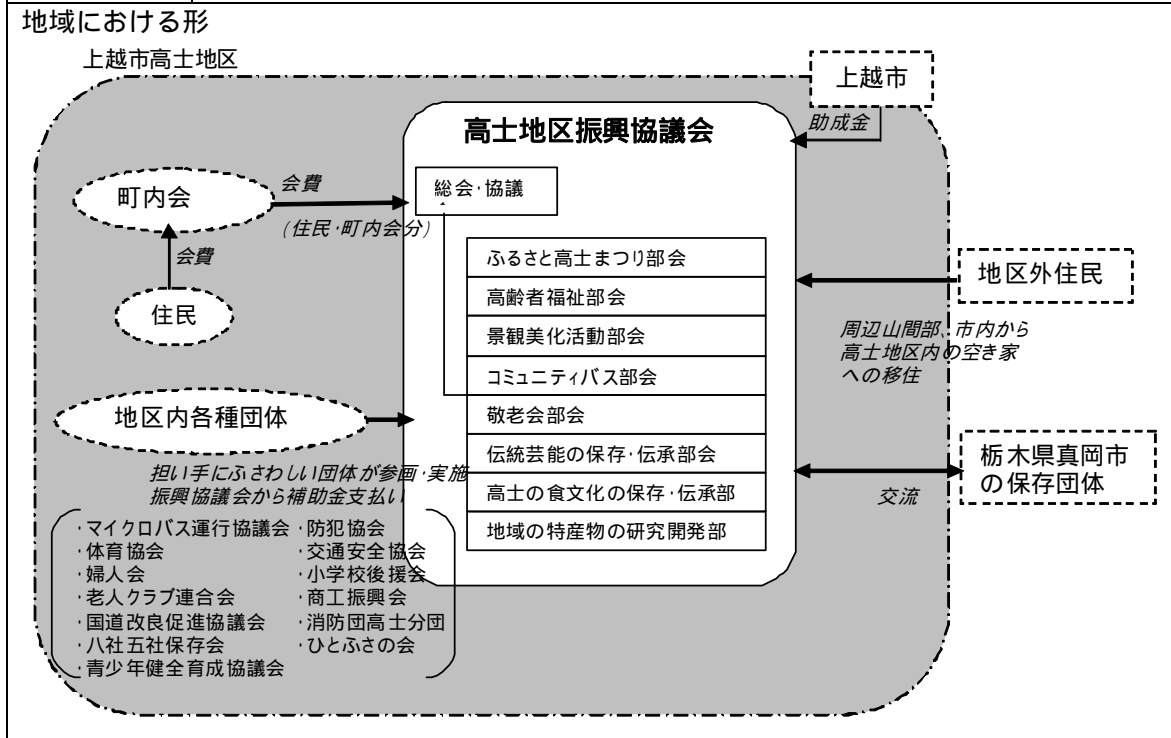 地域における形
上越市高士地区
上越市
助成金
高士地区振興協議会
総会・協議
町内会
会費
(住民・町内会分)
会費
住民
ふるさと高士まつり部会
高齢者福祉部会
景観美化活動部会
コミュニティバス部会
敬老会部会
伝統芸能の保存・伝承部会
高士の食文化の保存・伝承部
地域の特産物の研究開発部
地区外住民
周辺山間部、市内から
高士地区内の空き家
への移住
地区内各種団体
担い手にふさわしい団体が参画・実施
振興協議会から補助金支払い
栃木県真岡市
の保存団体
交流
・マイクロバス運行協議会 ・防犯協会
・体育協会 ・交通安全協会
・婦人会 ・小学校後援会
・老人クラブ連合会 ・商工振興会
・国道改良促進協議会 ・消防団高士分団
・八社五社保存会 ・ひとふさの会
・青少年健全育成協議会